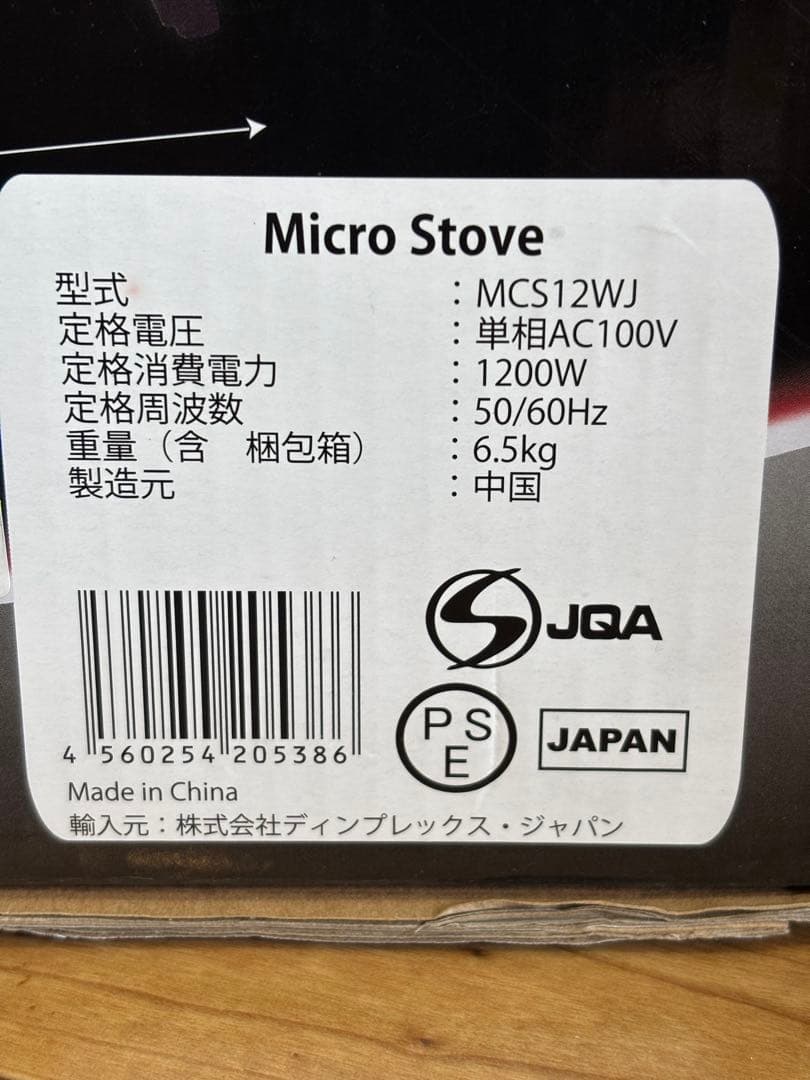 Micro Stove
型式 : MCS12WJ
定格電圧 : 単相AC100V
定格消費電力 : 1200W
定格周波数 : 50/60Hz
重量（含　梱包箱） : 6.5kg
製造元 : 中国
JQA
PSE
JAPAN
4 560254 205386
Made in China
輸入元：株式会社ディンプレックス・ジャパン